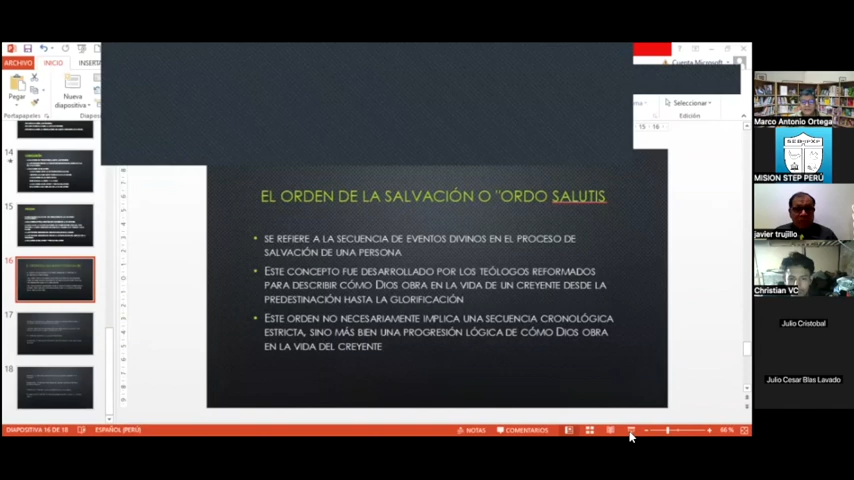 ARCHIVO
INICIO
INSERTA
Cuenta Microsoft
Pegar
Nueva
diapositiva
Portapapeles
Diapos
Seleccionar
Edición
15 16
14
15
16
17
18
EL ORDEN DE LA SALVACIÓN O "ORDO SALUTIS
• SE REFIERE A LA SECUENCIA DE EVENTOS DIVINOS EN EL PROCESO DE
SALVACIÓN DE UNA PERSONA
• ESTE CONCEPTO FUE DESARROLLADO POR LOS TEÓLOGOS REFORMADOS
PARA DESCRIBIR CÓMO DIOS OBRA EN LA VIDA DE UN CREYENTE DESDE LA
PREDESTINACIÓN HASTA LA GLORIFICACIÓN
• ESTE ORDEN NO NECESARIAMENTE IMPLICA UNA SECUENCIA CRONOLÓGICA
ESTRICTA, SINO MÁS BIEN UNA PROGRESIÓN LÓGICA DE CÓMO DIOS OBRA
EN LA VIDA DEL CREYENTE
DIAPOSITIVA 16 DE 18
ESPAÑOL (PERÚ)
NOTAS
COMENTARIOS
66 %
Marco Antonio Ortega
MISION STEP PERÚ
javier trujillo
Christian VC
Julio Cristobal
Julio Cesar Blas Lavado